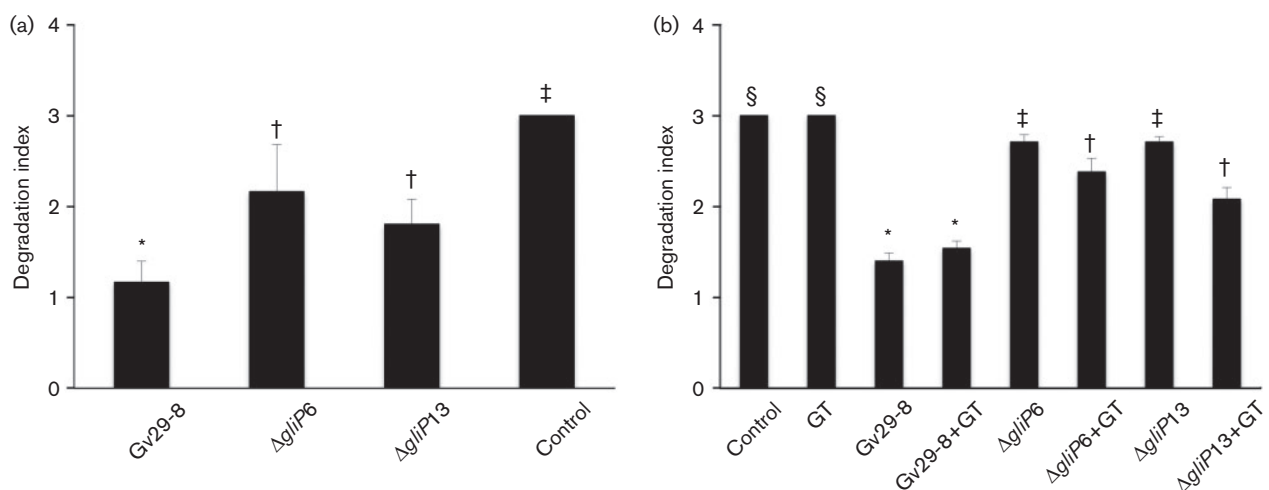 (a)
4
3
2
1
0
Degradation index
*
†
†
‡
Gv29-8
ΔgliP6
ΔgliP13
Control
(b)
4
3
2
1
0
Degradation index
§
§
*
*
‡
†
‡
†
Control
GT
Gv29-8
Gv29-8+GT
ΔgliP6
ΔgliP6+GT
ΔgliP13
ΔgliP13+GT